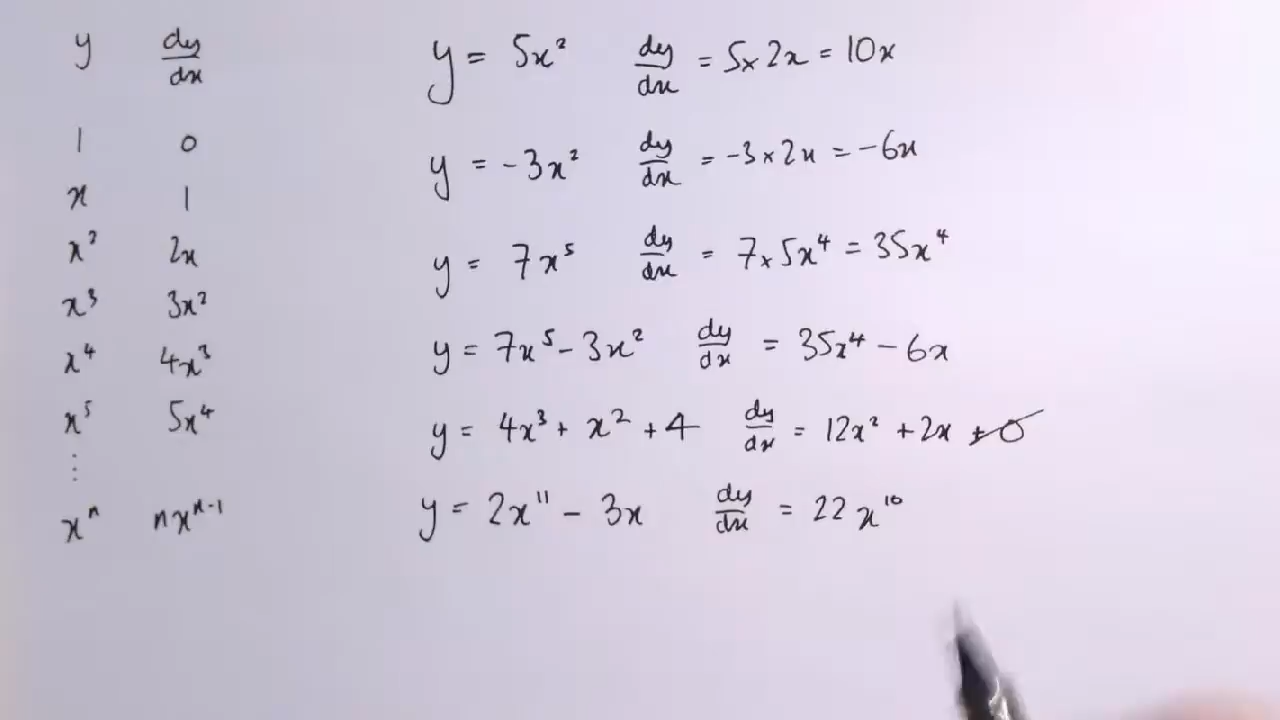 y dy/dx
1 0
x 1
x² 2x
x³ 3x²
x⁴ 4x³
x⁵ 5x⁴
⋮
xⁿ nxⁿ⁻¹
y = 5x² dy/dx = 5×2x = 10x
y = -3x² dy/dx = -3×2x = -6x
y = 7x⁵ dy/dx = 7×5x⁴ = 35x⁴
y = 7x⁵ - 3x² dy/dx = 35x⁴ - 6x
y = 4x³ + x² + 4 dy/dx = 12x² + 2x + 0
y = 2x¹¹ - 3x dy/dx = 22x¹⁰